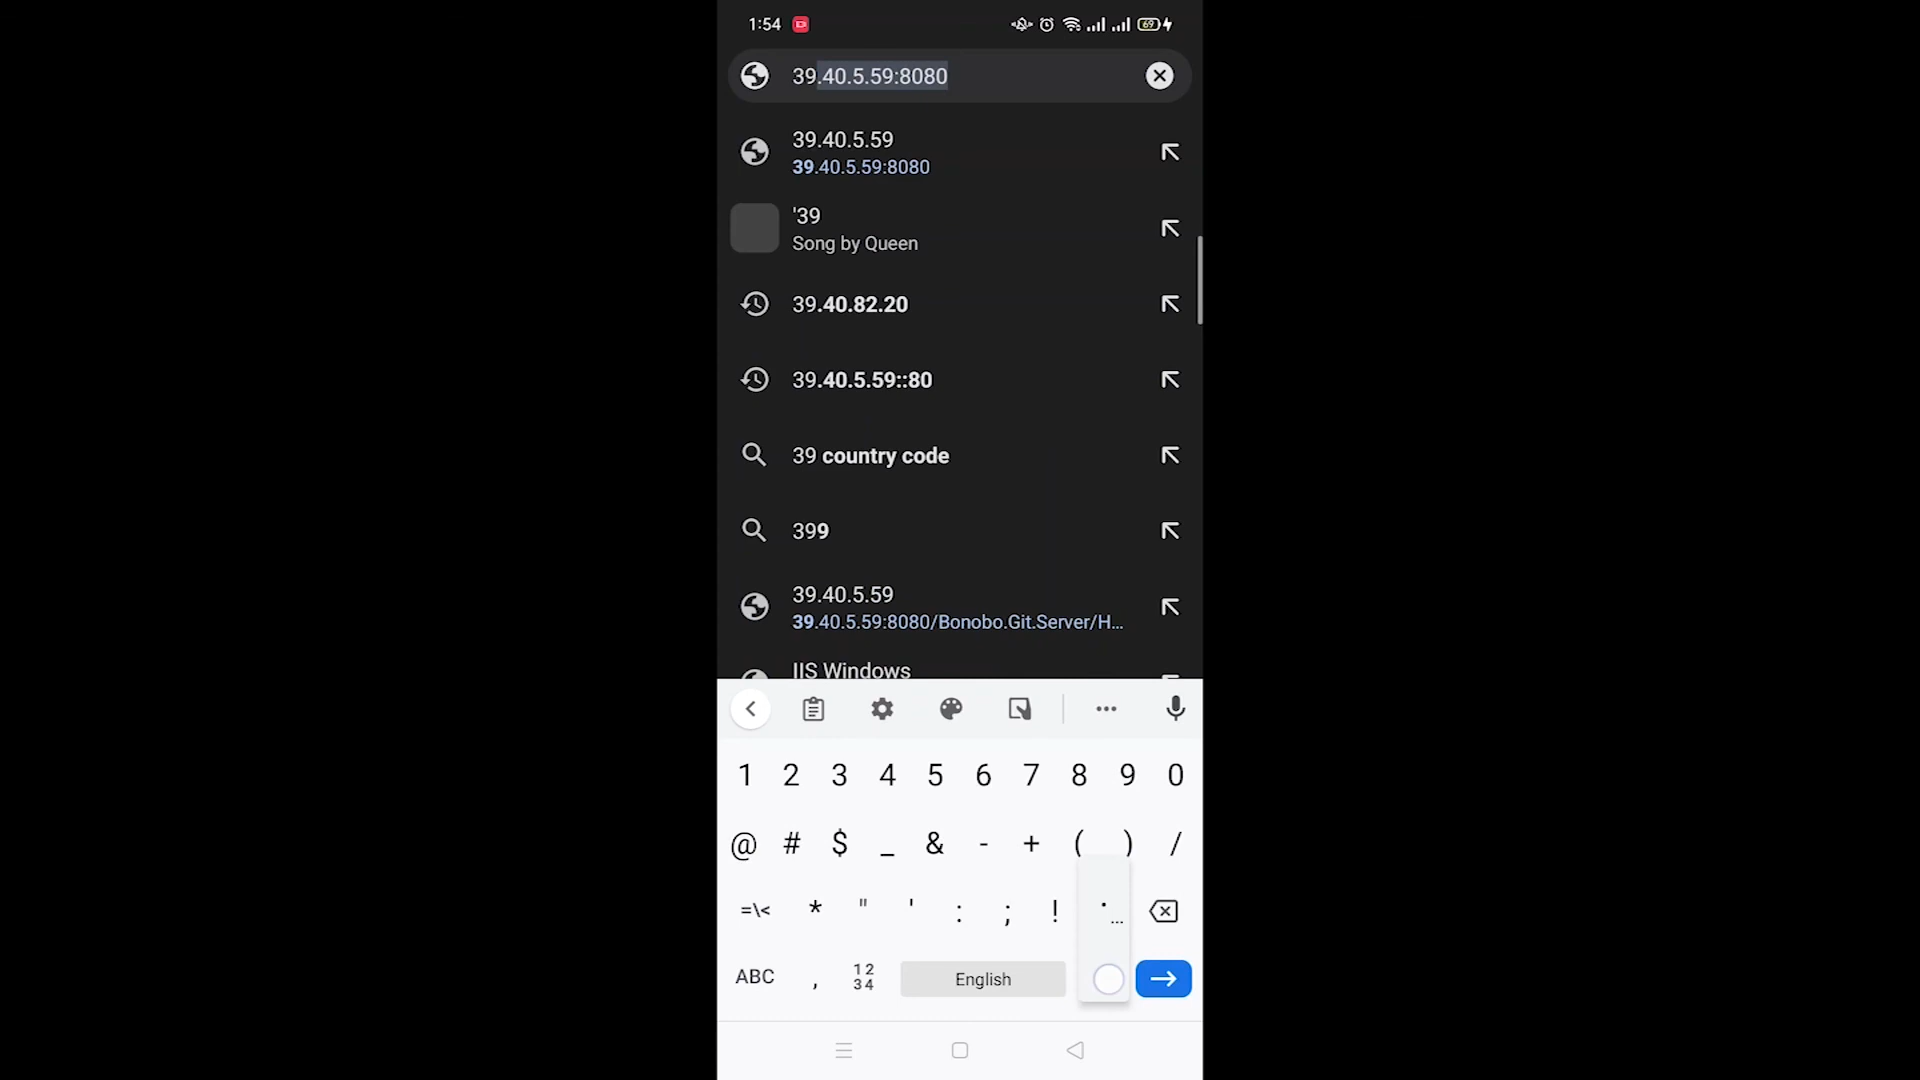 1:54
69
39.40.5.59:8080
39.40.5.59
39.40.5.59:8080
'39
Song by Queen
39.40.82.20
39.40.5.59::80
39 country code
399
39.40.5.59
39.40.5.59:8080/Bonobo.Git.Server/H...
IIS Windows
1 2 3 4 5 6 7 8 9 0
@ # $ _ & - + ( ) /
=\< * " ' : ; ! . ...
ABC , 12 English
34